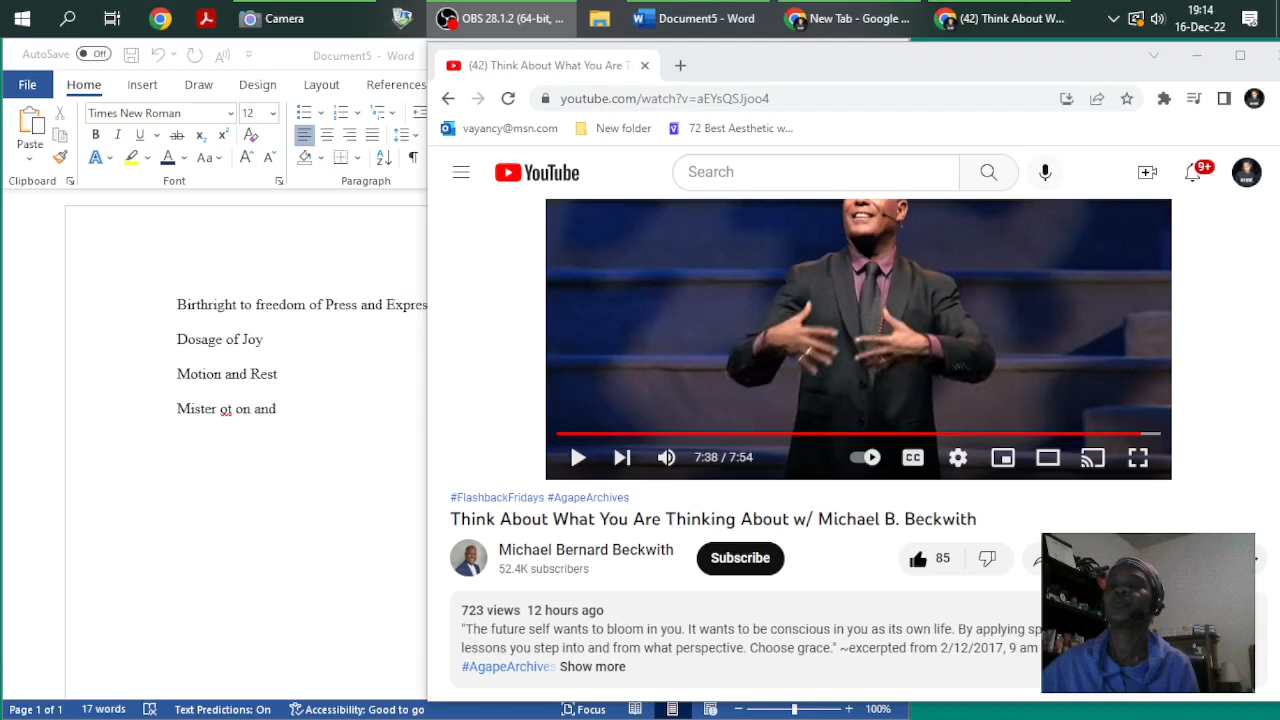 Camera
OBS 28.1.2 (64-bit, ...
Document5 - Word
New Tab - Google ...
(42) Think About W...
19:14
16-Dec-22
AutoSave Off
Document5 - Word
(42) Think About What You Are T
File Home Insert Draw Design Layout References
youtube.com/watch?v=aEYsQSJjoo4
Times New Roman 12
vayancy@msn.com New folder 72 Best Aesthetic w...
Paste
Clipboard Font Paragraph
YouTube
Search
9+
Birthright to freedom of Press and Expres
Dosage of Joy
Motion and Rest
Mister ot on and
7:38 / 7:54
CC
#FlashbackFridays #AgapeArchives
Think About What You Are Thinking About w/ Michael B. Beckwith
Michael Bernard Beckwith
52.4K subscribers
Subscribe
85
723 views 12 hours ago
"The future self wants to bloom in you. It wants to be conscious in you as its own life. By applying sp
lessons you step into and from what perspective. Choose grace." ~excerpted from 2/12/2017, 9 am
#AgapeArchives Show more
Page 1 of 1 17 words Text Predictions: On Accessibility: Good to go Focus 100%